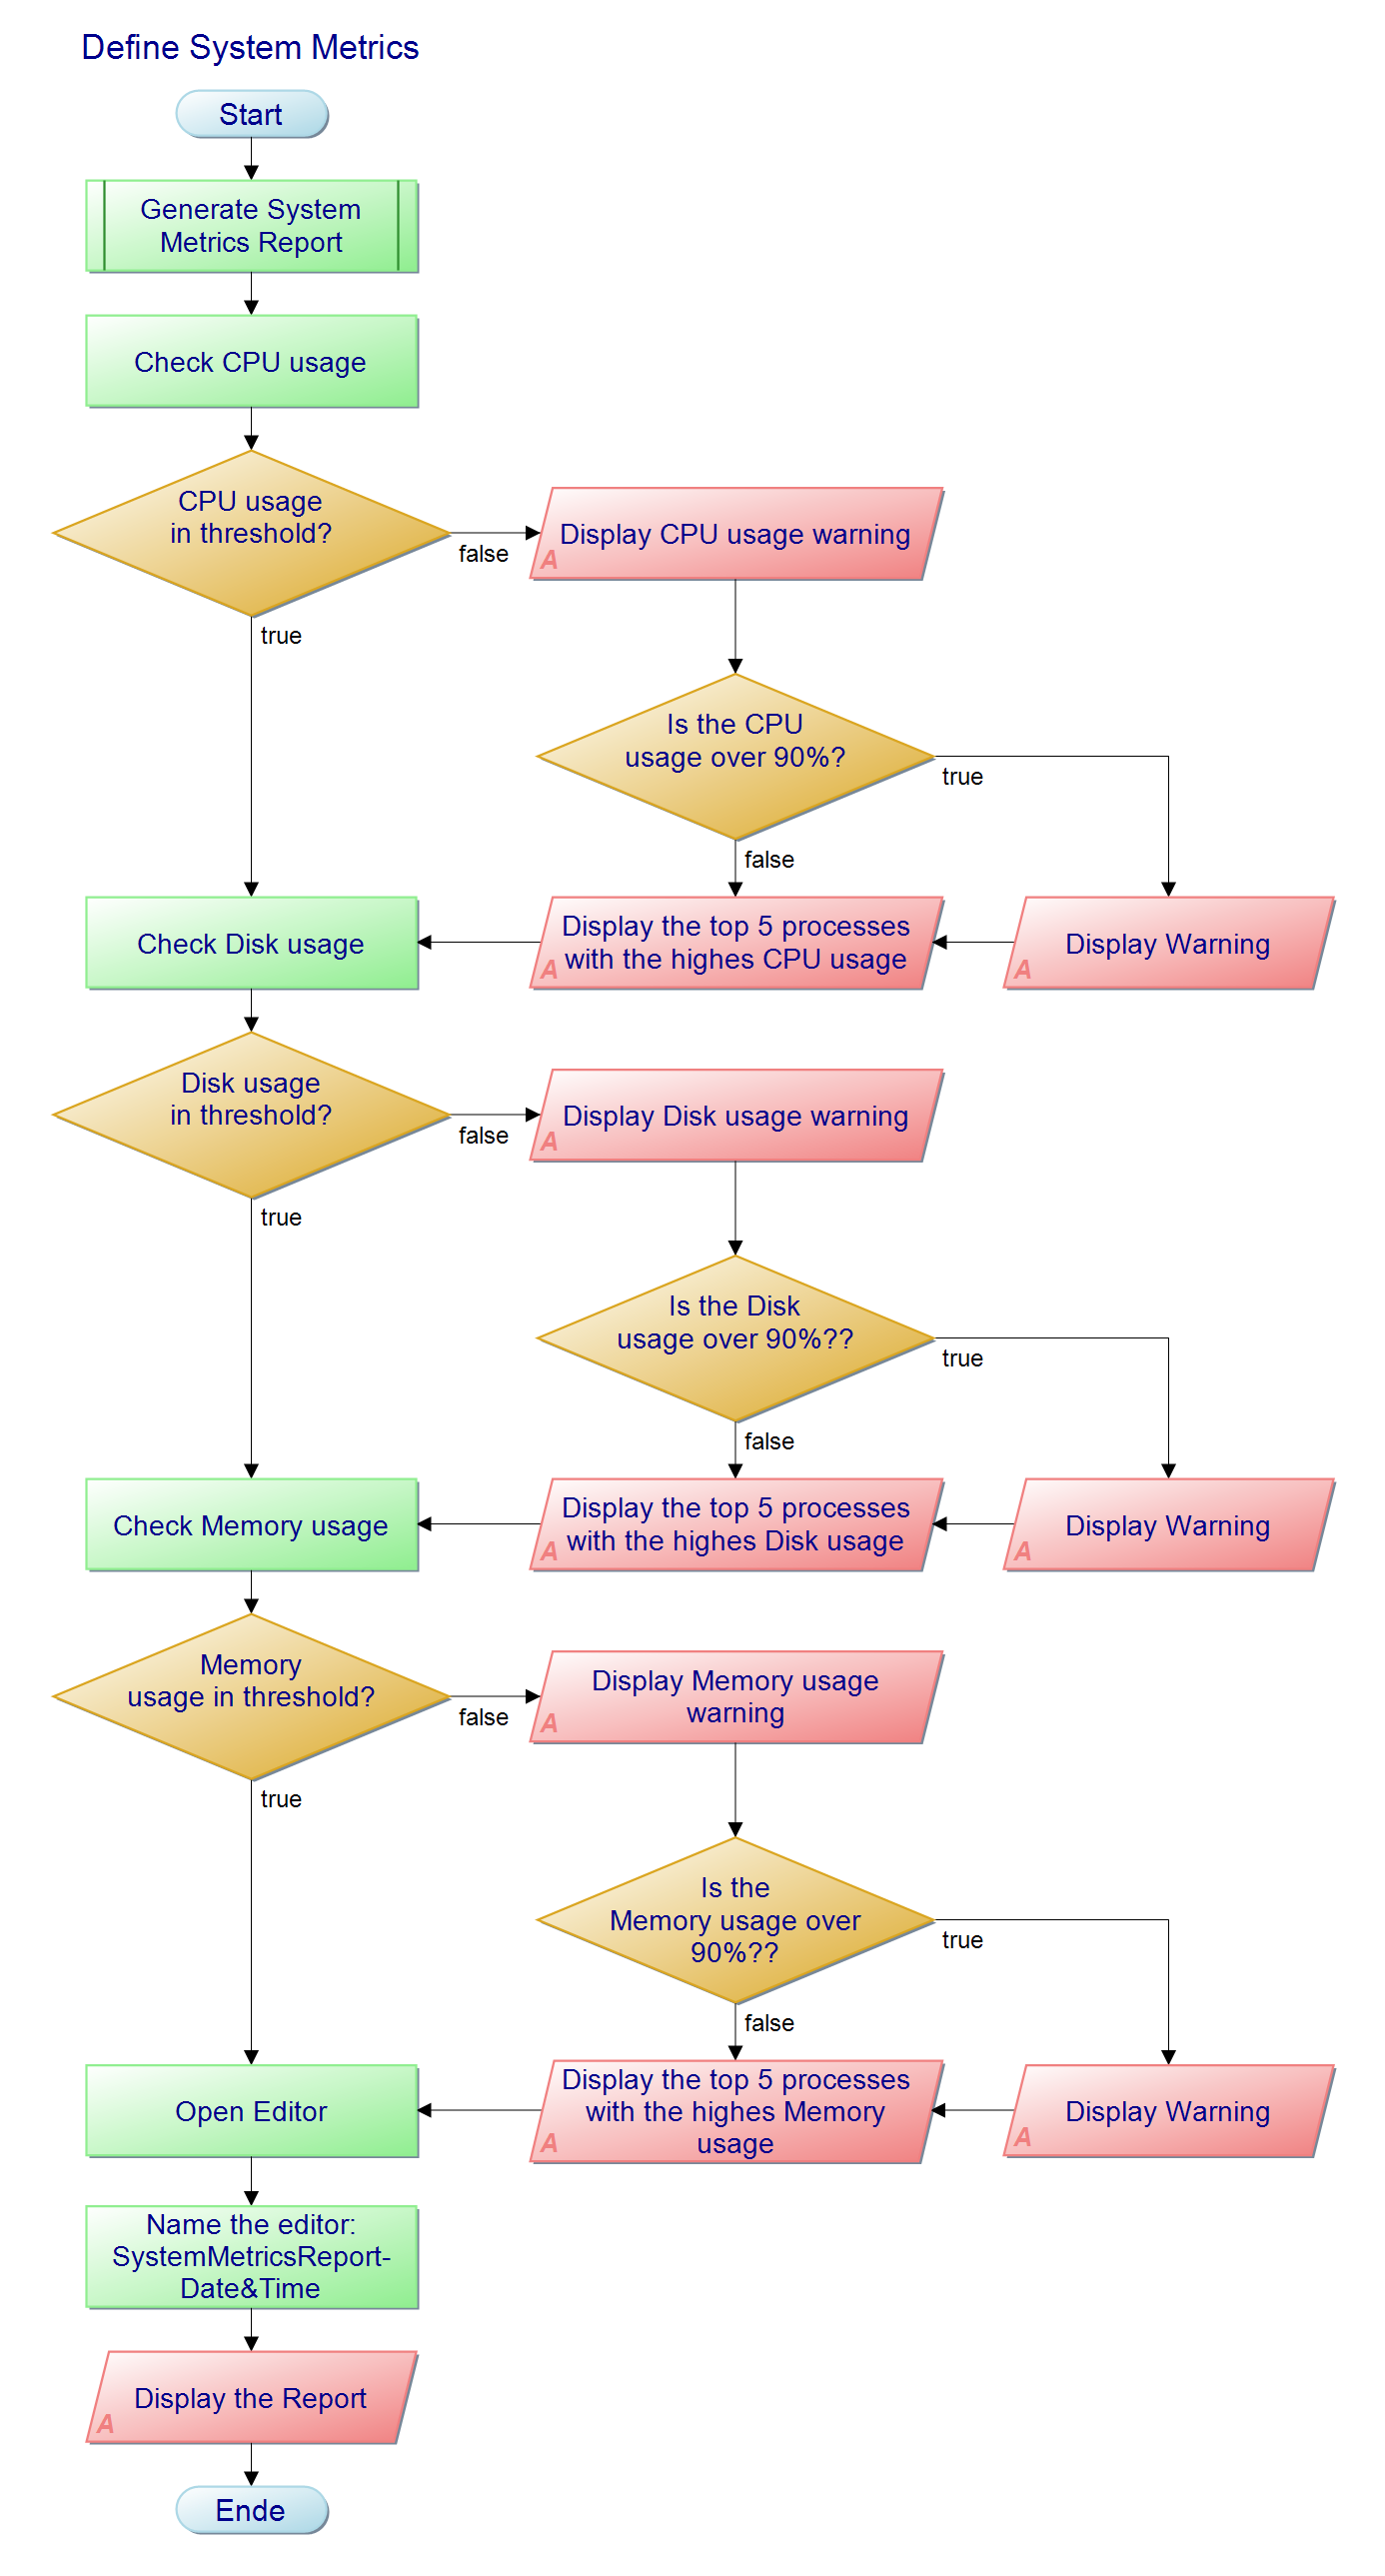 Define System Metrics
Start
Generate System
Metrics Report
Check CPU usage
CPU usage
in threshold?
false
Display CPU usage warning
A
true
Is the CPU
usage over 90%?
true
false
Check Disk usage
Display the top 5 processes
with the highes CPU usage
A
Display Warning
A
Disk usage
in threshold?
false
Display Disk usage warning
A
true
Is the Disk
usage over 90%??
true
false
Check Memory usage
Display the top 5 processes
with the highes Disk usage
A
Display Warning
A
Memory
usage in threshold?
false
Display Memory usage
warning
A
true
Is the
Memory usage over
90%??
true
false
Open Editor
Display the top 5 processes
with the highes Memory
usage
A
Display Warning
A
Name the editor:
SystemMetricsReport-
Date&Time
Display the Report
A
Ende